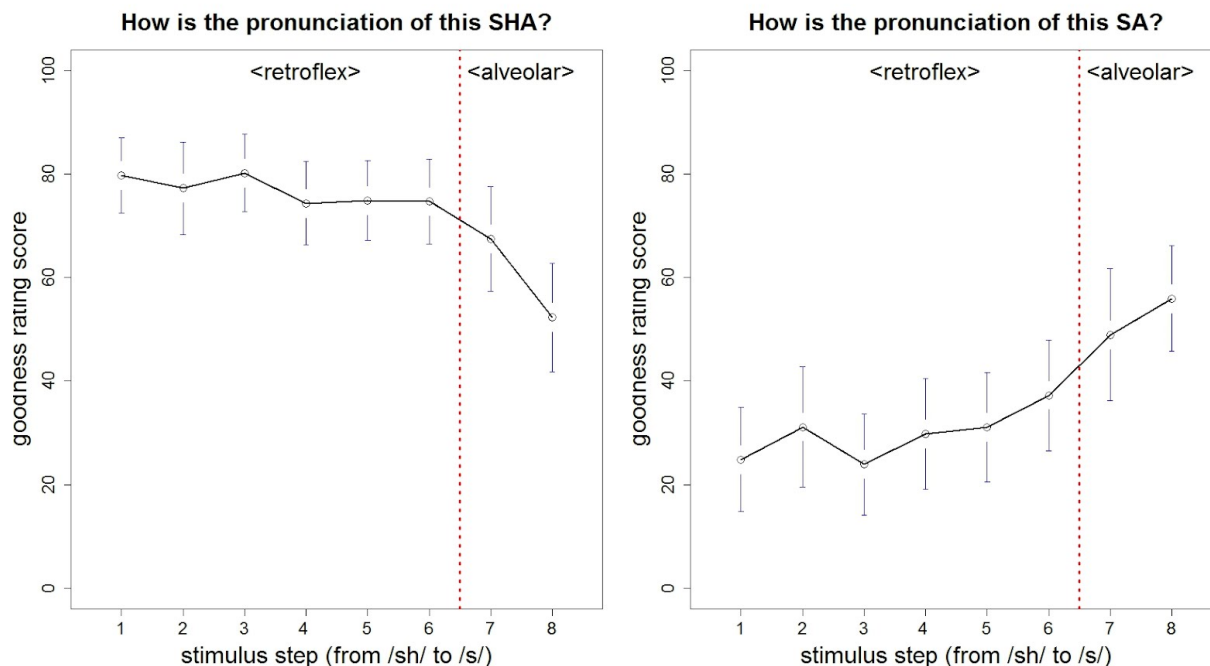 How is the pronunciation of this SHA?
<retroflex>
<alveolar>
100
80
60
40
20
0
goodness rating score
1 2 3 4 5 6 7 8
stimulus step (from /sh/ to /s/)
How is the pronunciation of this SA?
<retroflex>
<alveolar>
100
80
60
40
20
0
goodness rating score
1 2 3 4 5 6 7 8
stimulus step (from /sh/ to /s/)